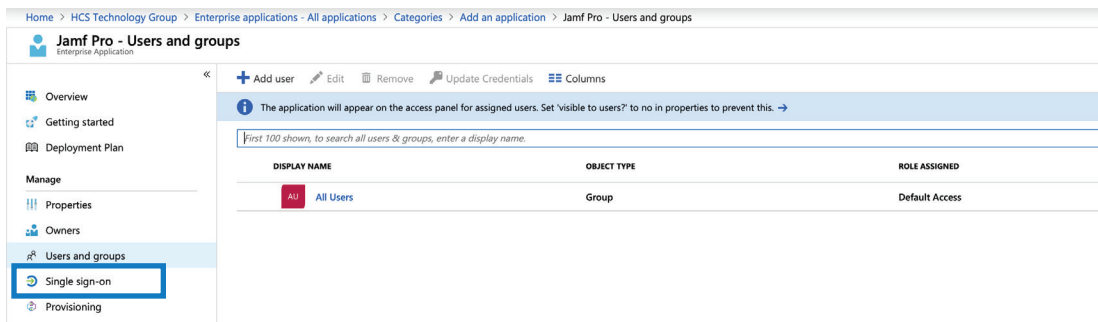 Home > HCS Technology Group > Enterprise applications - All applications > Categories > Add an application > Jamf Pro - Users and groups
Jamf Pro - Users and groups
Enterprise Application
«
Overview
Getting started
Deployment Plan
Manage
Properties
Owners
Users and groups
Single sign-on
Provisioning
+ Add user Edit Remove Update Credentials Columns
The application will appear on the access panel for assigned users. Set 'visible to users?' to no in properties to prevent this. →
First 100 shown, to search all users & groups, enter a display name.
DISPLAY NAME OBJECT TYPE ROLE ASSIGNED
AU All Users Group Default Access